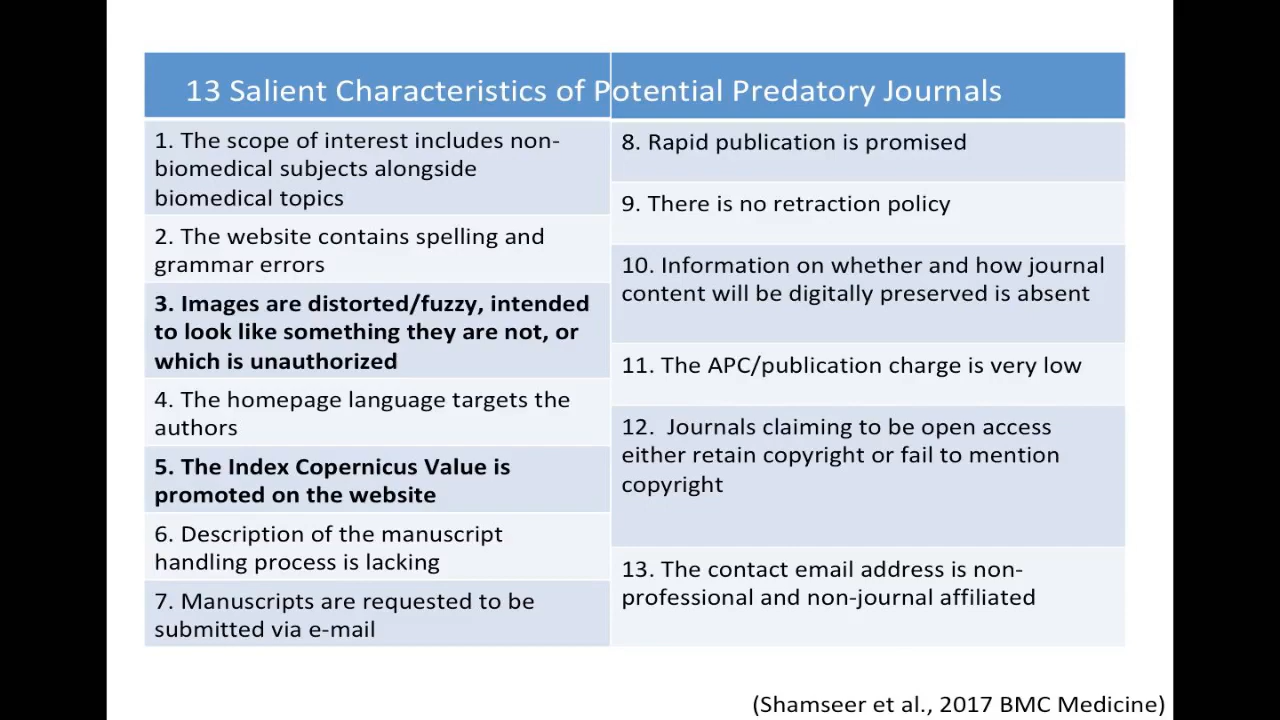 13 Salient Characteristics of Potential Predatory Journals
1. The scope of interest includes non-
biomedical subjects alongside
biomedical topics
2. The website contains spelling and
grammar errors
3. Images are distorted/fuzzy, intended
to look like something they are not, or
which is unauthorized
4. The homepage language targets the
authors
5. The Index Copernicus Value is
promoted on the website
6. Description of the manuscript
handling process is lacking
7. Manuscripts are requested to be
submitted via e-mail
8. Rapid publication is promised
9. There is no retraction policy
10. Information on whether and how journal
content will be digitally preserved is absent
11. The APC/publication charge is very low
12.  Journals claiming to be open access
either retain copyright or fail to mention
copyright
13. The contact email address is non-
professional and non-journal affiliated
(Shamseer et al., 2017 BMC Medicine)